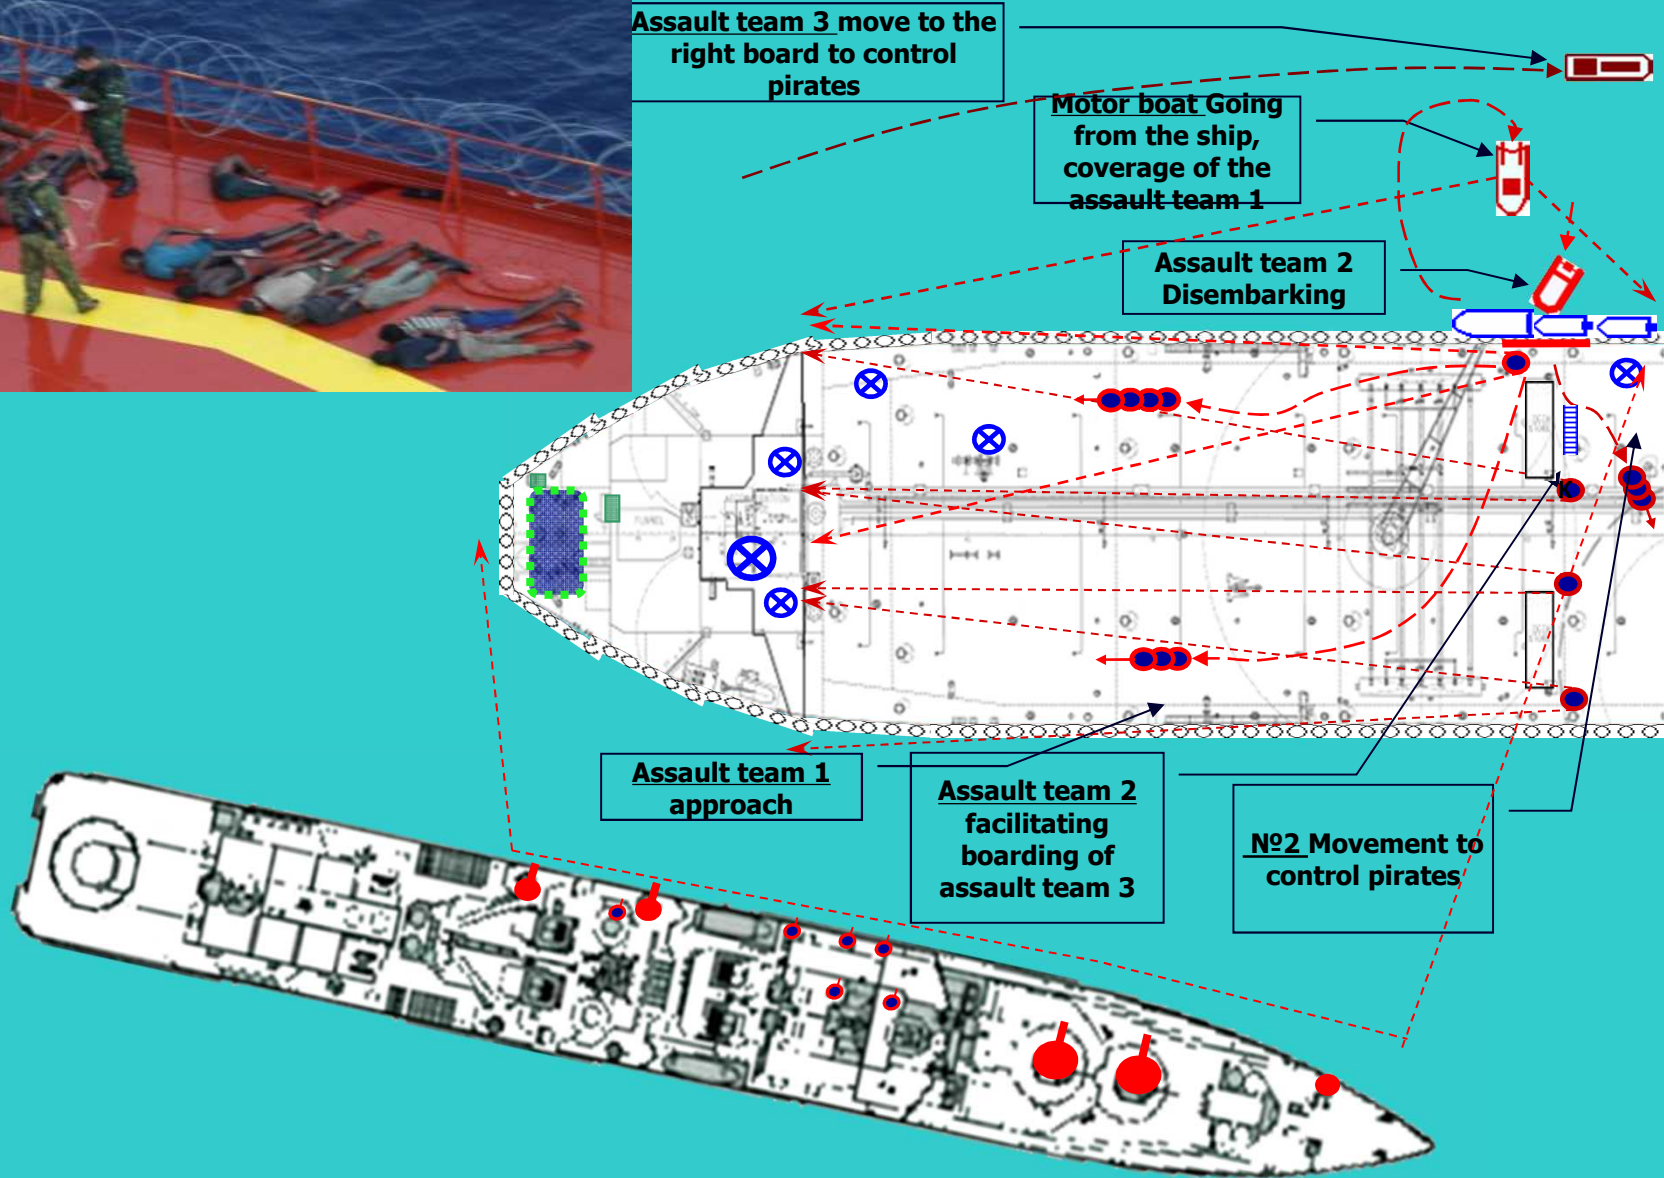 Assault team 3 move to the
right board to control
pirates
Motor boat Going
from the ship,
coverage of the
assault team 1
Assault team 2
Disembarking
K
Assault team 1
approach
Assault team 2
facilitating
boarding of
assault team 3
№2 Movement to
control pirates